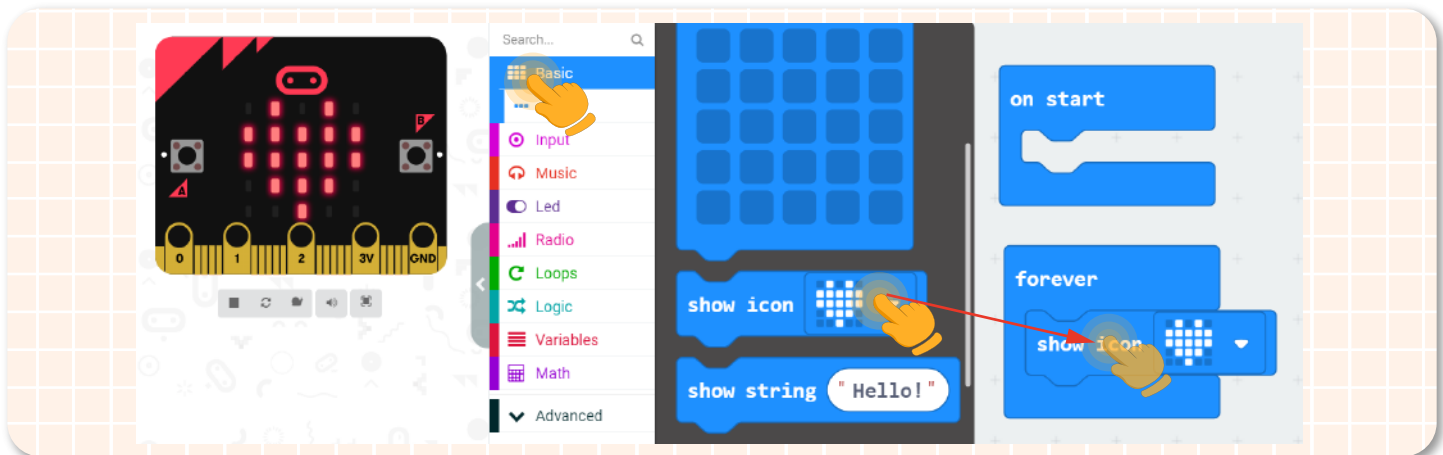 B
A
0
1
2
3V
GND
Search...
Basic
Input
Music
Led
Radio
Loops
Logic
Variables
Math
Advanced
show icon
show string "Hello!"
on start
forever
show icon